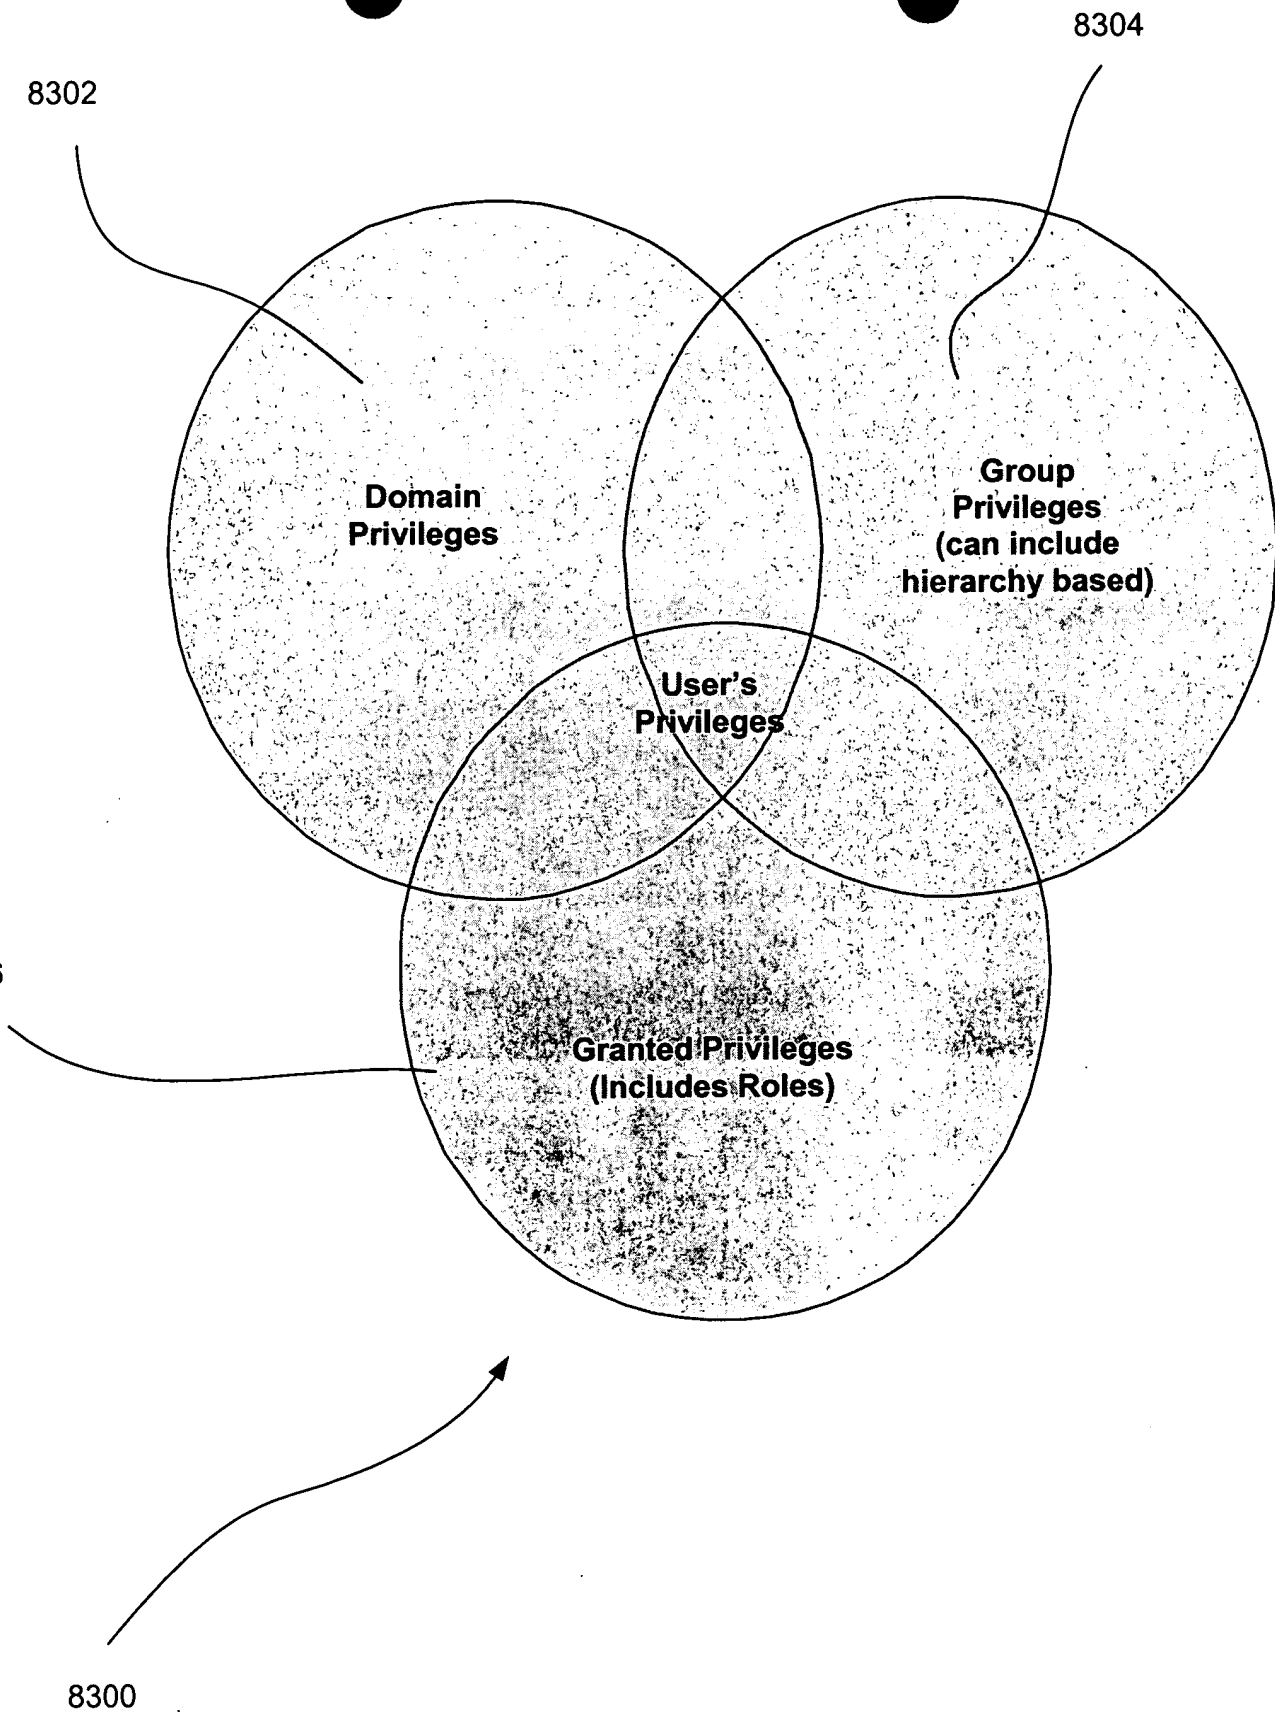 8304
8302
Domain
Privileges
Group
Privileges
(can include
hierarchy based)
User's
Privileges
Granted Privileges
(Includes Roles)
8300